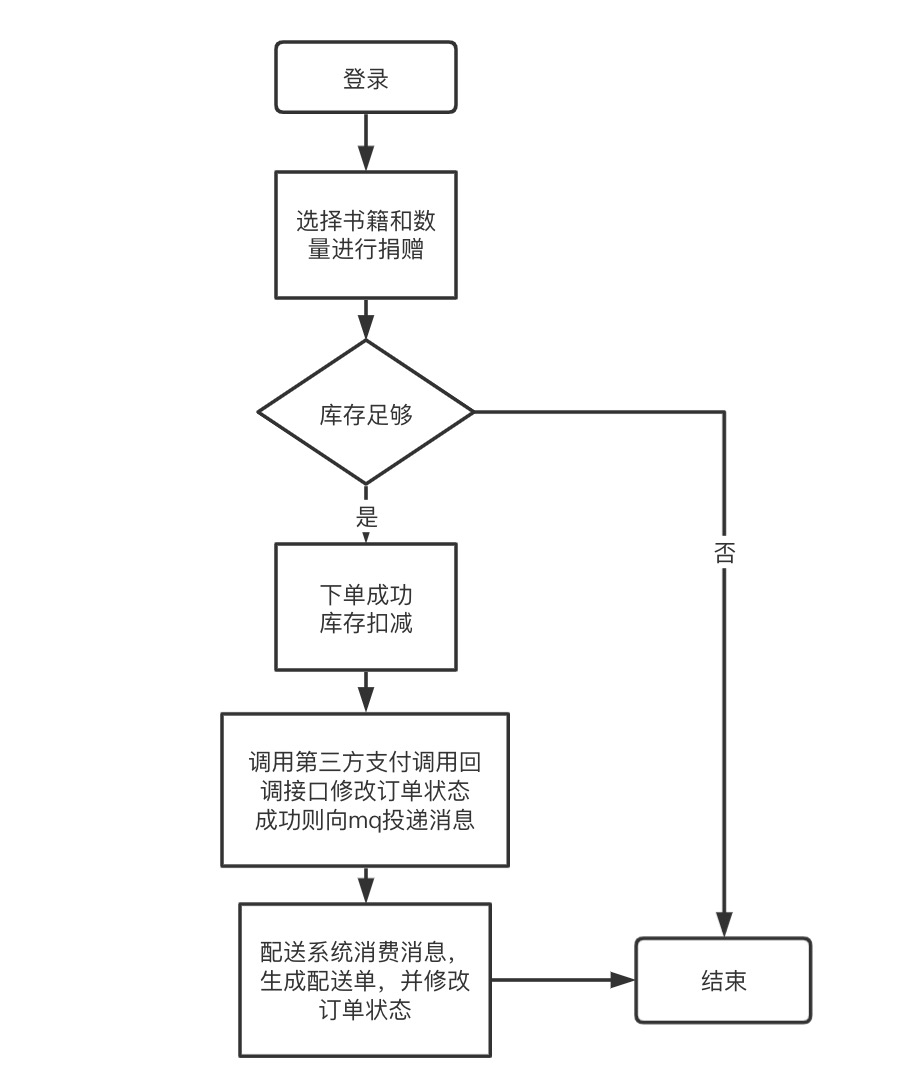 登录
选择书籍和数
量进行捐赠
库存足够
是
否
下单成功
库存扣减
调用第三方支付调用回
调接口修改订单状态
成功则向mq投递消息
配送系统消费消息，
生成配送单，并修改
订单状态
结束